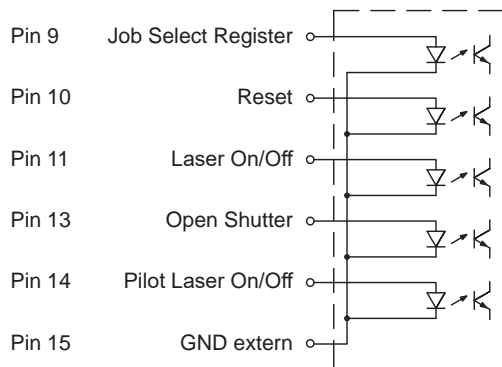 Pin 9 Job Select Register
Pin 10 Reset
Pin 11 Laser On/Off
Pin 13 Open Shutter
Pin 14 Pilot Laser On/Off
Pin 15 GND extern